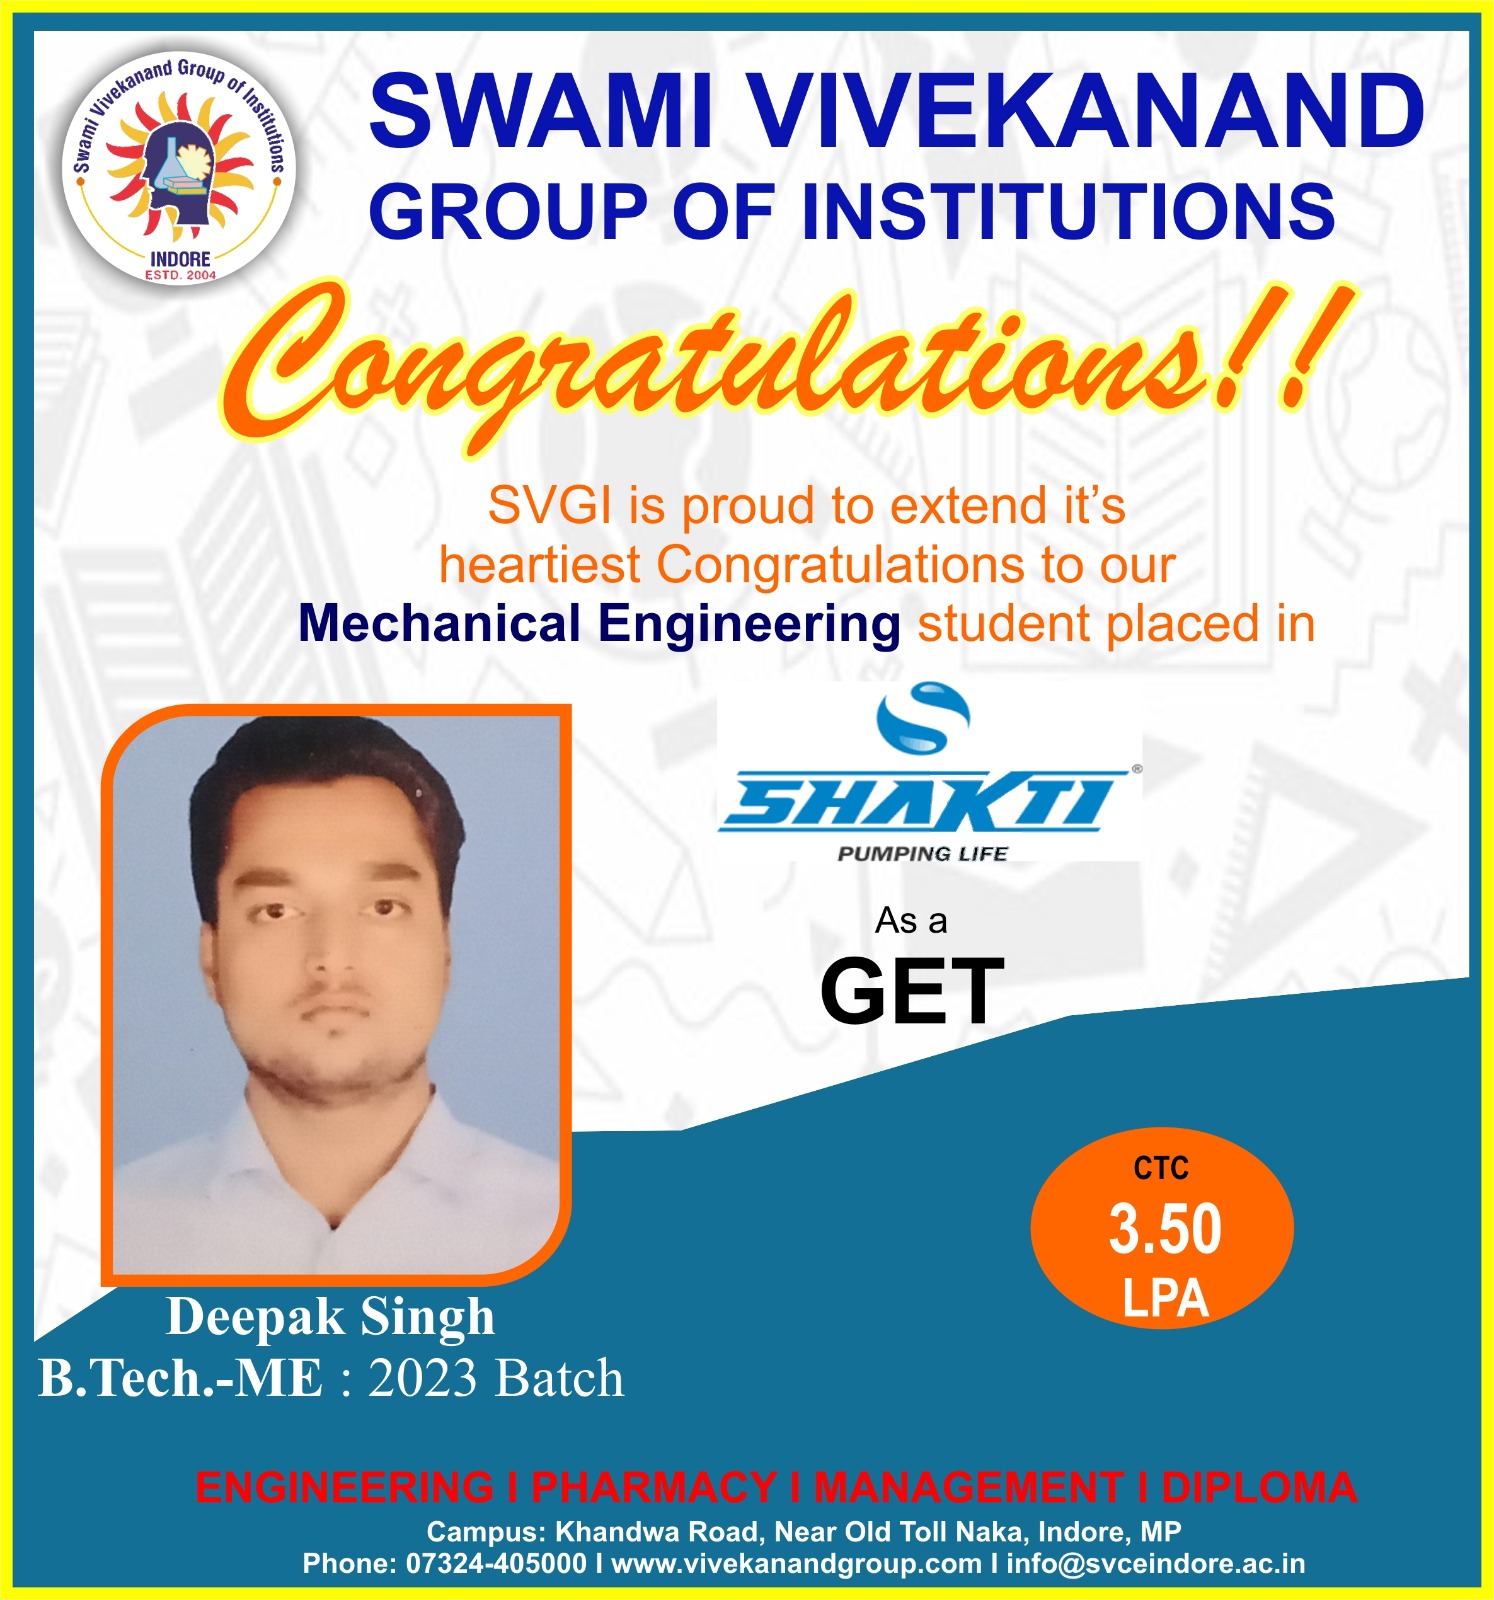 Swami Vivekanand Group of Institutions
INDORE
ESTD. 2004
SWAMI VIVEKANAND
GROUP OF INSTITUTIONS
Congratulations!!
SVGI is proud to extend it’s
heartiest Congratulations to our
Mechanical Engineering student placed in
SHAKTI®
PUMPING LIFE
As a
GET
CTC
3.50
LPA
Deepak Singh
B.Tech.-ME : 2023 Batch
ENGINEERING I PHARMACY I MANAGEMENT I DIPLOMA
Campus: Khandwa Road, Near Old Toll Naka, Indore, MP
Phone: 07324-405000 I www.vivekanandgroup.com I info@svceindore.ac.in